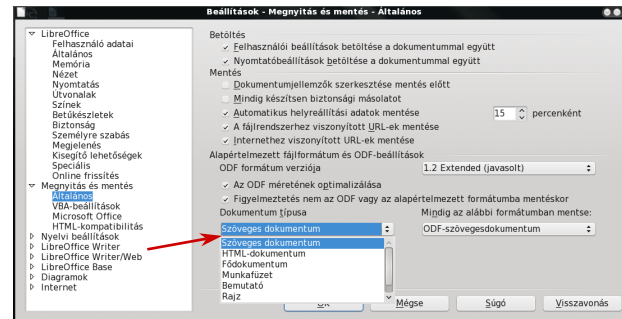 Beállítások - Megnyitás és mentés - Általános
LibreOffice
Felhasználó adatai
Általános
Memória
Nézet
Nyomtatás
Útvonalak
Színek
Betűkészletek
Biztonság
Személyre szabás
Megjelenés
Kisegítő lehetőségek
Speciális
Online frissítés
Megnyitás és mentés
Általános
VBA-beállítások
Microsoft Office
HTML-kompatibilitás
Nyelvi beállítások
LibreOffice Writer
LibreOffice Writer/Web
LibreOffice Base
Diagramok
Internet
Betöltés
Felhasználói beállítások betöltése a dokumentummal együtt
Nyomtatóbeállítások betöltése a dokumentummal együtt
Mentés
Dokumentumjellemzők szerkesztése mentés előtt
Mindig készítsen biztonsági másolatot
Automatikus helyreállítási adatok mentése 15 percenként
A fájlrendszerhez viszonyított URL-ek mentése
Internethez viszonyított URL-ek mentése
Alapértelmezett fájlformátum és ODF-beállítások
ODF formátum verziója 1.2 Extended (javasolt)
Az ODF méretének optimalizálása
Figyelmeztetés nem az ODF vagy az alapértelmezett formátumba mentéskor
Dokumentum típusa Mindig az alábbi formátumban mentse:
Szöveges dokumentum ODF-szövegesdokumentum
Szöveges dokumentum
HTML-dokumentum
Fődokumentum
Munkafüzet
Bemutató
Rajz
OK Mégse Súgó Visszavonás